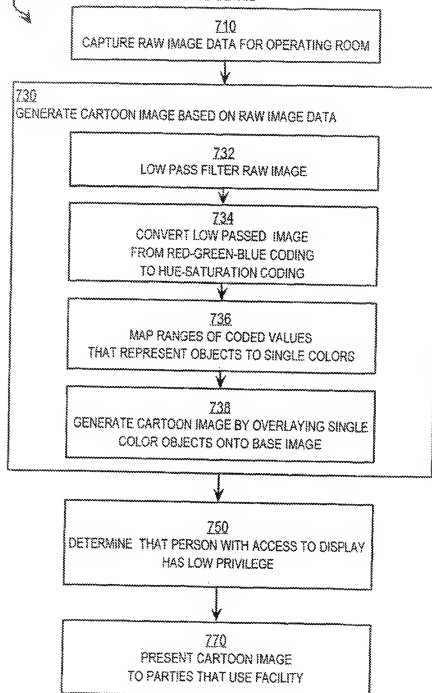 710
CAPTURE RAW IMAGE DATA FOR OPERATING ROOM
730
GENERATE CARTOON IMAGE BASED ON RAW IMAGE DATA
732
LOW PASS FILTER RAW IMAGE
734
CONVERT LOW PASSED IMAGE
FROM RED-GREEN-BLUE CODING
TO HUE-SATURATION CODING
736
MAP RANGES OF CODED VALUES
THAT REPRESENT OBJECTS TO SINGLE COLORS
738
GENERATE CARTOON IMAGE BY OVERLAYING SINGLE
COLOR OBJECTS ONTO BASE IMAGE
750
DETERMINE THAT PERSON WITH ACCESS TO DISPLAY
HAS LOW PRIVILEGE
770
PRESENT CARTOON IMAGE
TO PARTIES THAT USE FACILITY